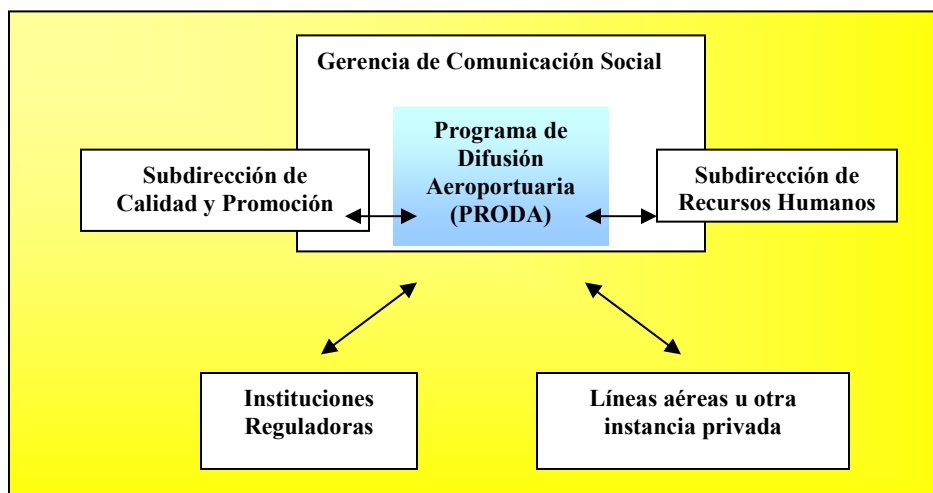 Gerencia de Comunicación Social
Programa de
Difusión
Aeroportuaria
(PRODA)
Subdirección de
Calidad y Promoción
Subdirección de
Recursos Humanos
Instituciones
Reguladoras
Líneas aéreas u otra
instancia privada